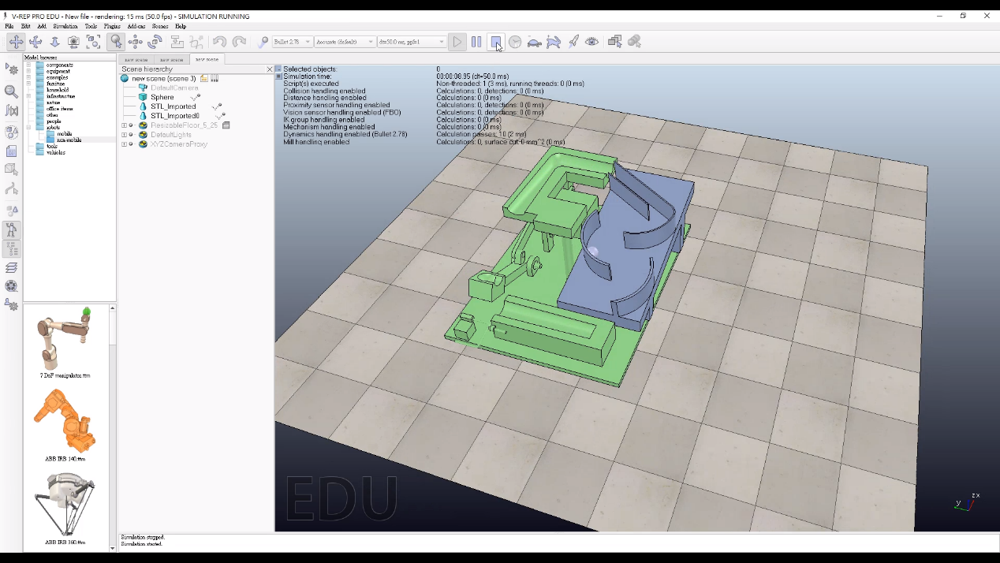 V-REP PRO EDU - New file - rendering: 15 ms (50.0 fps) - SIMULATION RUNNING
File Edit Add Simulation Tools Plugins Add-ons Scenes Help
Bullet 2.78 Accurate (default) dt=50.0 ms, ppf=1
Model browser
components
equipment
examples
furniture
household
infrastructure
nature
office items
other
people
robots
mobile
non-mobile
tools
vehicles
7 DoF manipulator.ttm
ABB IRB 140.ttm
ABB IRB 360.ttm
new scene new scene new scene
Scene hierarchy
new scene (scene 3)
DefaultCamera
Sphere
STL_Imported
STL_Imported0
ResizableFloor_5_25
DefaultLights
XYZCameraProxy
Selected objects: 0
Simulation time: 00:00:08.35 (dt=50.0 ms)
Script(s) executed Non-threaded: 1 (3 ms), running threads: 0 (0 ms)
Collision handling enabled Calculations: 0, detections: 0 (0 ms)
Distance handling enabled Calculations: 0 (0 ms)
Proximity sensor handling enabled Calculations: 0, detections: 0 (0 ms)
Vision sensor handling enabled (FBO) Calculations: 0, detections: 0 (0 ms)
IK group handling enabled Calculations: 0 (0 ms)
Mechanism handling enabled Calculations: 0 (0 ms)
Dynamics handling enabled (Bullet 2.78) Calculation passes: 10 (2 ms)
Mill handling enabled Calculations: 0, surface cut: 0 mm^2 (0 ms)
EDU
z x
y
Simulation stopped.
Simulation started.